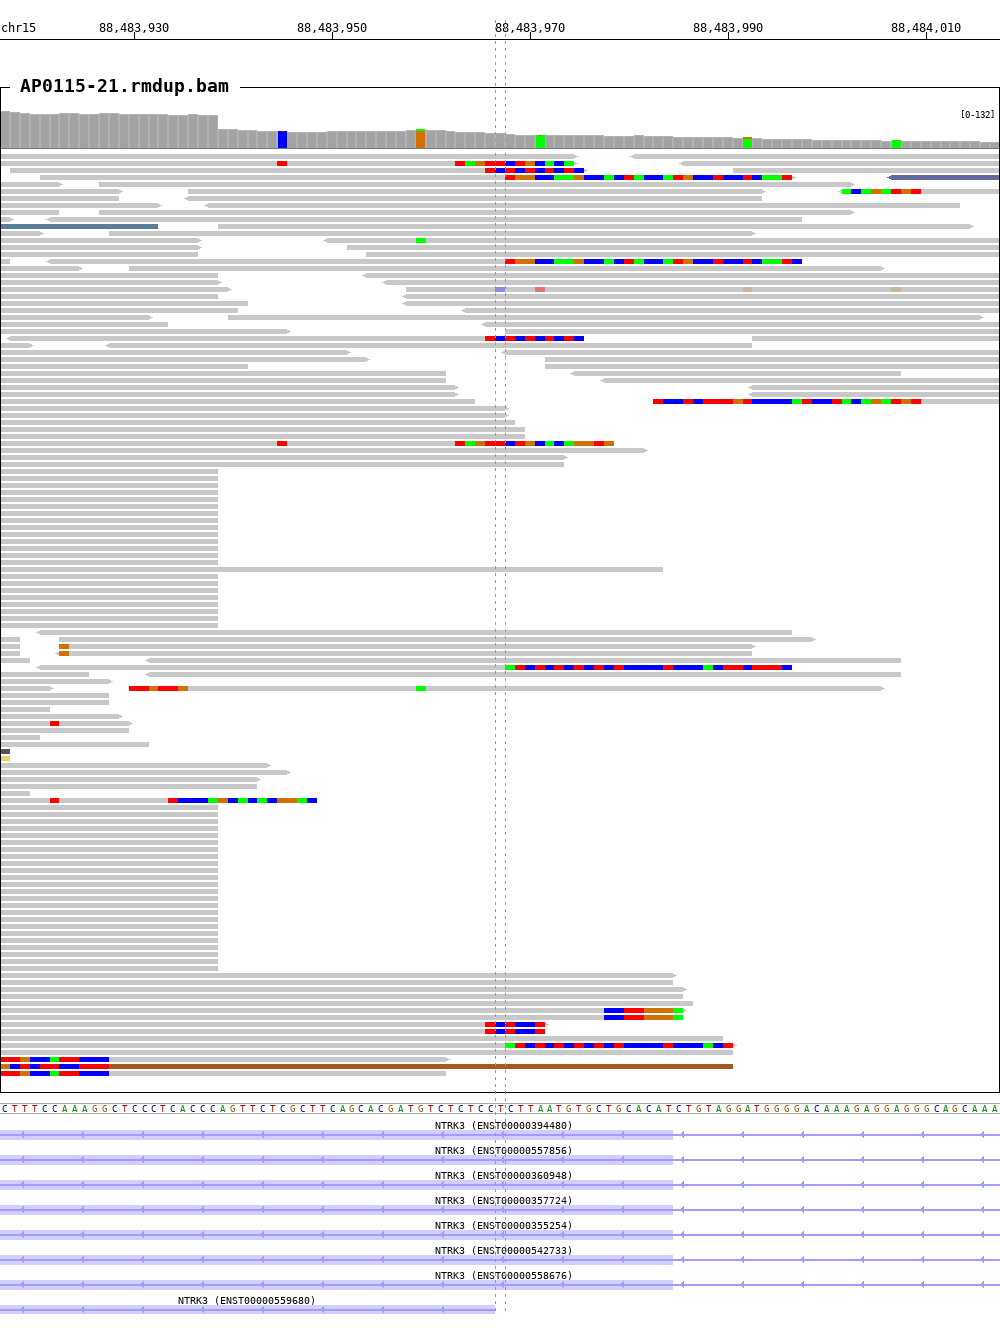 chr15 88,483,930 88,483,950 88,483,970 88,483,990 88,484,010
AP0115-21.rmdup.bam
[0-132]
CTTTCCAAAGGCTCCCTCACCCAGTTCTCGCTTCAGCACGATGTCTCTCCTCTTAATGTGCTGCACATCTGTAGGATGGGGACAAAGAGGAGGGCAGCAAA
NTRK3 (ENST00000394480)
NTRK3 (ENST00000557856)
NTRK3 (ENST00000360948)
NTRK3 (ENST00000357724)
NTRK3 (ENST00000355254)
NTRK3 (ENST00000542733)
NTRK3 (ENST00000558676)
NTRK3 (ENST00000559680)